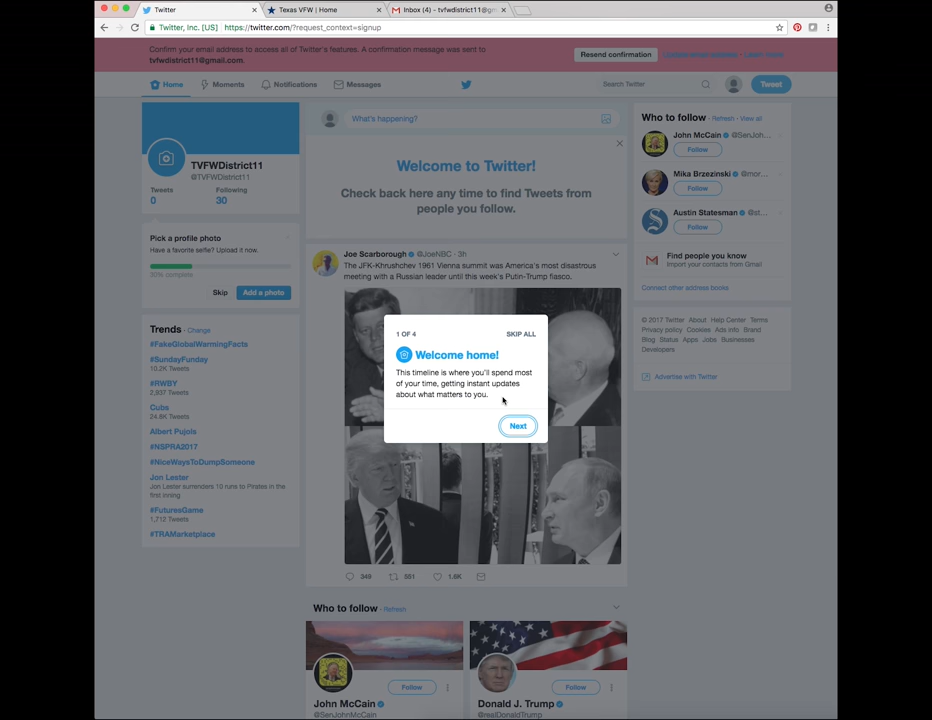 Twitter
Texas VFW | Home
Inbox (4) - tvfwdistrict11@gm
Twitter, Inc. [US] https://twitter.com/?request_context=signup
Confirm your email address to access all of Twitter's features. A confirmation message was sent to
tvfwdistrict11@gmail.com.
Resend confirmation
Home
Moments
Notifications
Messages
Search Twitter
Tweet
TVFWDistrict11
@TVFWDistrict11
Tweets Following
0 30
Pick a profile photo
Have a favorite selfie? Upload it now.
30% complete
Skip
Add a photo
Trends · Change
#FakeGlobalWarmingFacts
#SundayFunday
10.2K Tweets
#RWBY
2,937 Tweets
Cubs
24.8K Tweets
Albert Pujols
#NSPRA2017
#NiceWaysToDumpSomeone
Jon Lester
Jon Lester surrenders 10 runs to Pirates in the
first inning
#FuturesGame
1,712 Tweets
#TRAMarketplace
What's happening?
Welcome to Twitter!
Check back here any time to find Tweets from
people you follow.
Joe Scarborough @JoeNBC · 3h
The JFK-Khrushchev 1961 Vienna summit was America's most disastrous
meeting with a Russian leader until this week's Putin-Trump fiasco.
1 OF 4
SKIP ALL
Welcome home!
This timeline is where you'll spend most
of your time, getting instant updates
about what matters to you.
Next
349 551 1.6K
Who to follow · Refresh
Follow
John McCain
@SenJohnMcCain
Follow
Donald J. Trump
@realDonaldTrump
Who to follow · Refresh · View all
John McCain @SenJoh...
Follow
Mika Brzezinski @mor...
Follow
Austin Statesman @st...
Follow
Find people you know
Import your contacts from Gmail
Connect other address books
© 2017 Twitter About Help Center Terms
Privacy policy Cookies Ads info Brand
Blog Status Apps Jobs Businesses
Developers
Advertise with Twitter